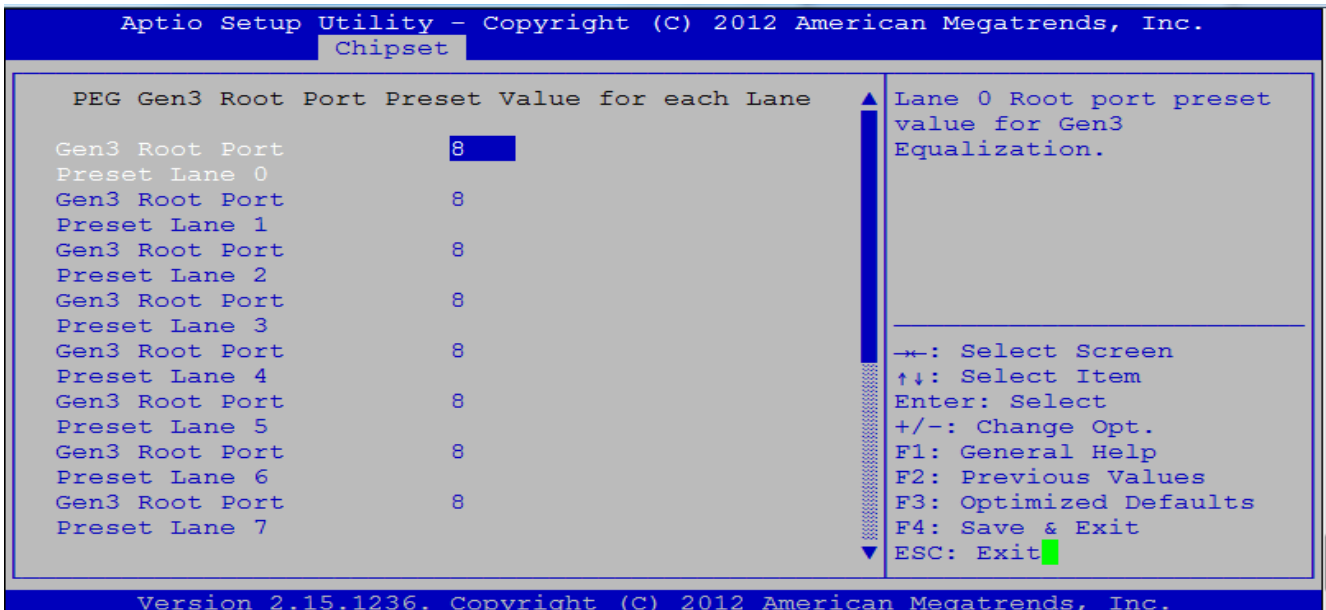 Aptio Setup Utility – Copyright (C) 2012 American Megatrends, Inc.
Chipset
PEG Gen3 Root Port Preset Value for each Lane
Gen3 Root Port 8
Preset Lane 0
Gen3 Root Port 8
Preset Lane 1
Gen3 Root Port 8
Preset Lane 2
Gen3 Root Port 8
Preset Lane 3
Gen3 Root Port 8
Preset Lane 4
Gen3 Root Port 8
Preset Lane 5
Gen3 Root Port 8
Preset Lane 6
Gen3 Root Port 8
Preset Lane 7
Lane 0 Root port preset
value for Gen3
Equalization.
→←: Select Screen
↑↓: Select Item
Enter: Select
+/-: Change Opt.
F1: General Help
F2: Previous Values
F3: Optimized Defaults
F4: Save & Exit
ESC: Exit
Version 2.15.1236. Copyright (C) 2012 American Megatrends, Inc.